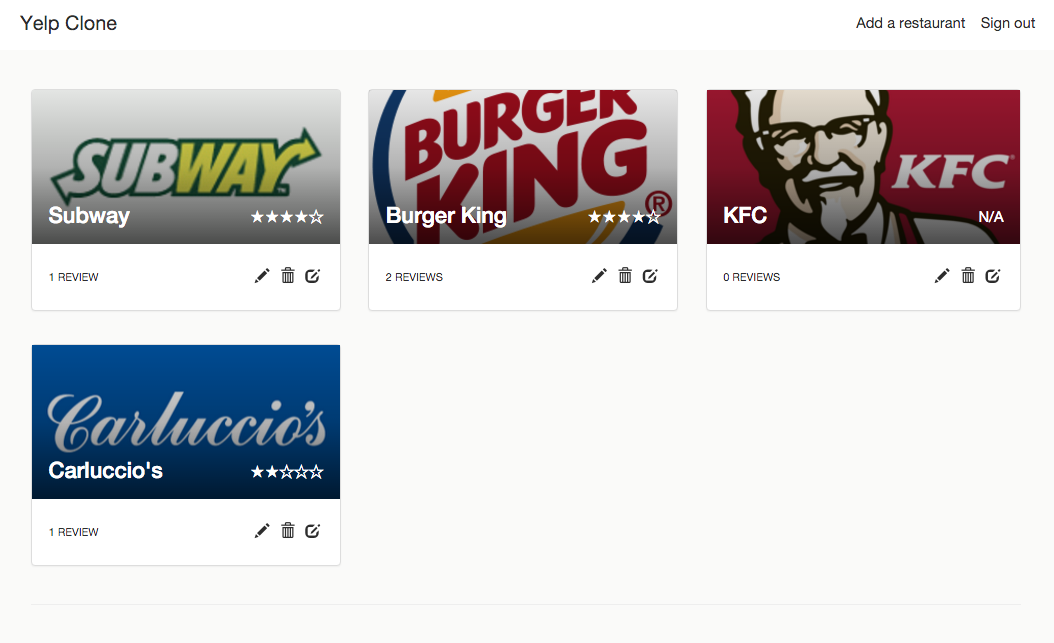 Yelp Clone
Add a restaurant Sign out
SUBWAY
Subway ★★★★☆
1 REVIEW
BURGER
KING
®
Burger King ★★★★☆
2 REVIEWS
KFC
KFC N/A
0 REVIEWS
Carluccio's
Carluccio's ★★☆☆☆
1 REVIEW